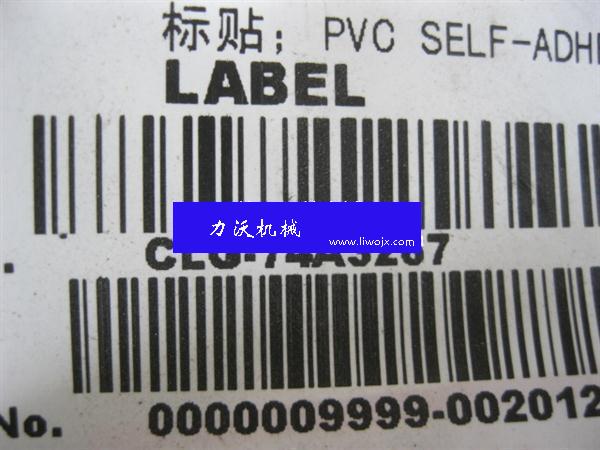 标贴; PVC SELF-ADH
LABEL
力沃机械
www.liwojx.com
No. 0000009999-002012